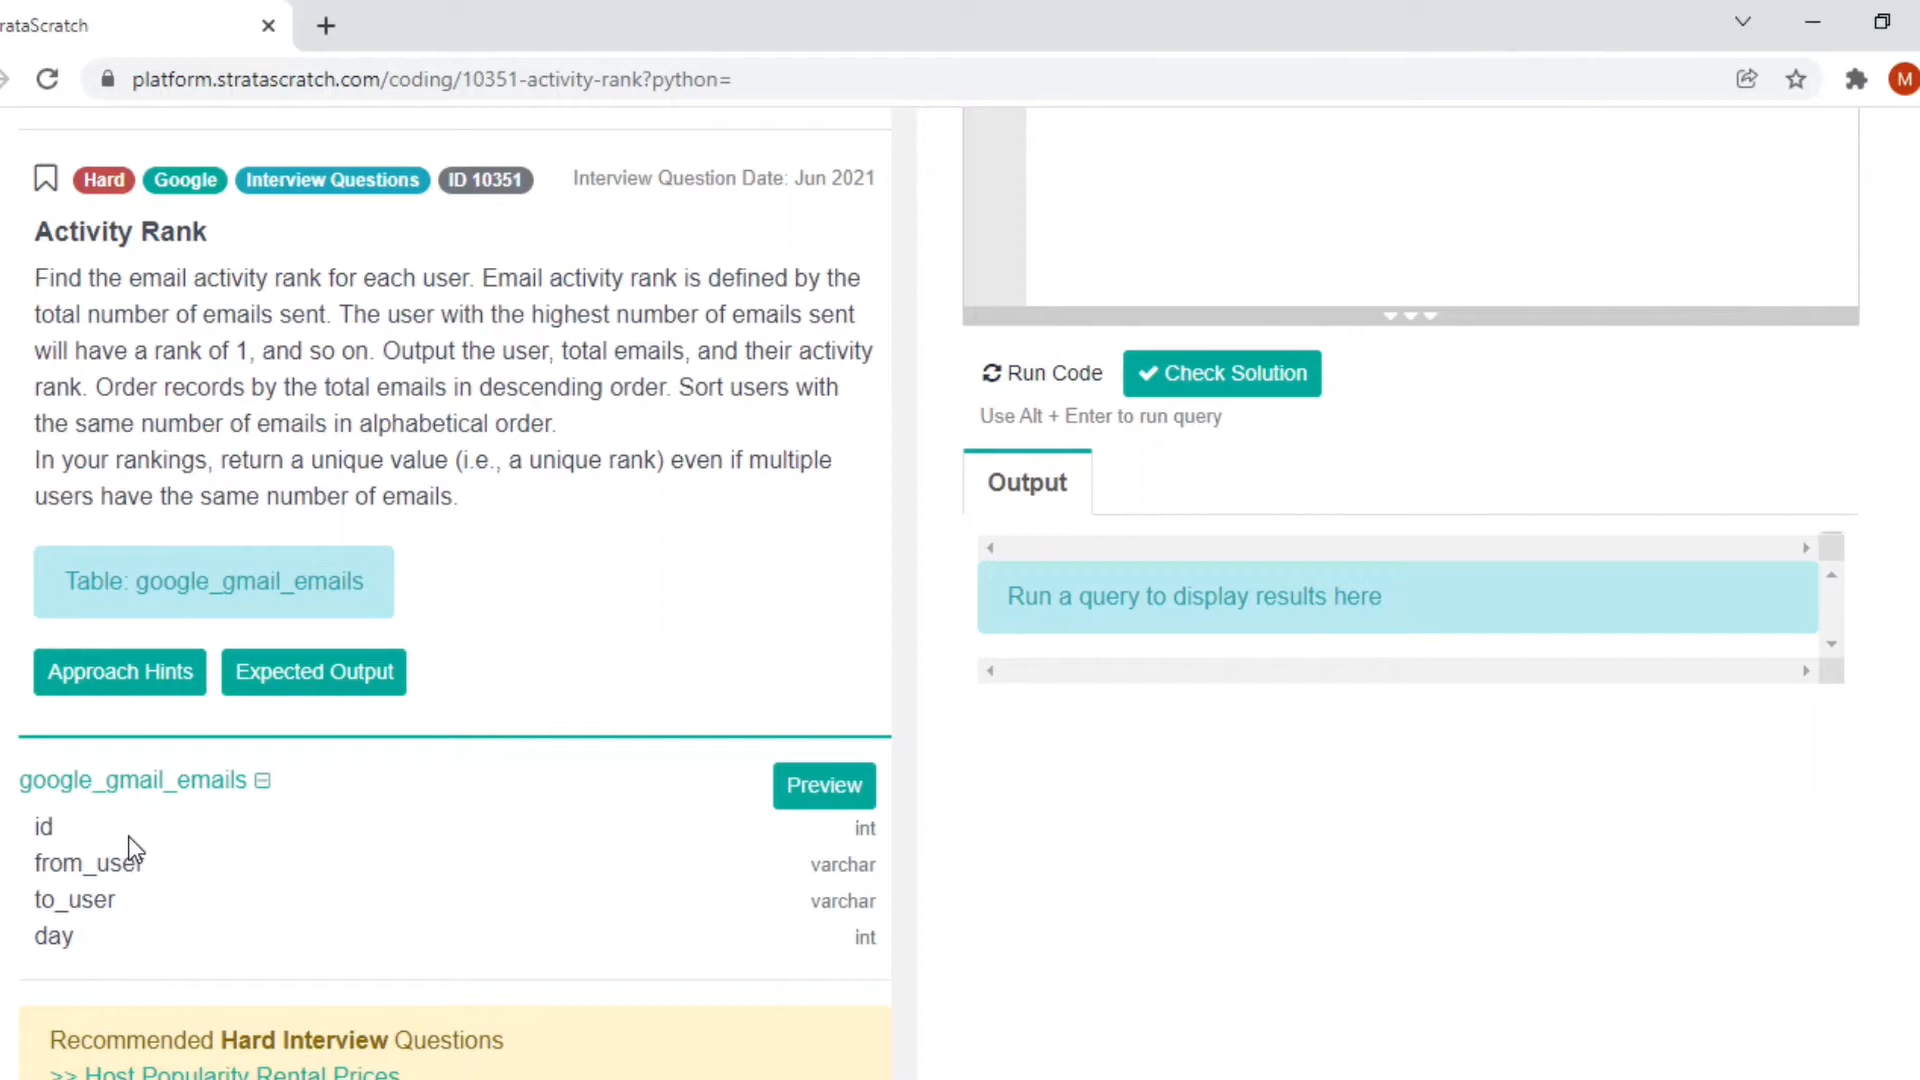 rataScratch
platform.stratascratch.com/coding/10351-activity-rank?python=
M
Hard Google Interview Questions ID 10351 Interview Question Date: Jun 2021
Activity Rank
Find the email activity rank for each user. Email activity rank is defined by the
total number of emails sent. The user with the highest number of emails sent
will have a rank of 1, and so on. Output the user, total emails, and their activity
rank. Order records by the total emails in descending order. Sort users with
the same number of emails in alphabetical order.
In your rankings, return a unique value (i.e., a unique rank) even if multiple
users have the same number of emails.
Table: google_gmail_emails
Approach Hints Expected Output
google_gmail_emails
Preview
id int
from_user varchar
to_user varchar
day int
Recommended Hard Interview Questions
>> Host Popularity Rental Prices
Run Code Check Solution
Use Alt + Enter to run query
Output
Run a query to display results here